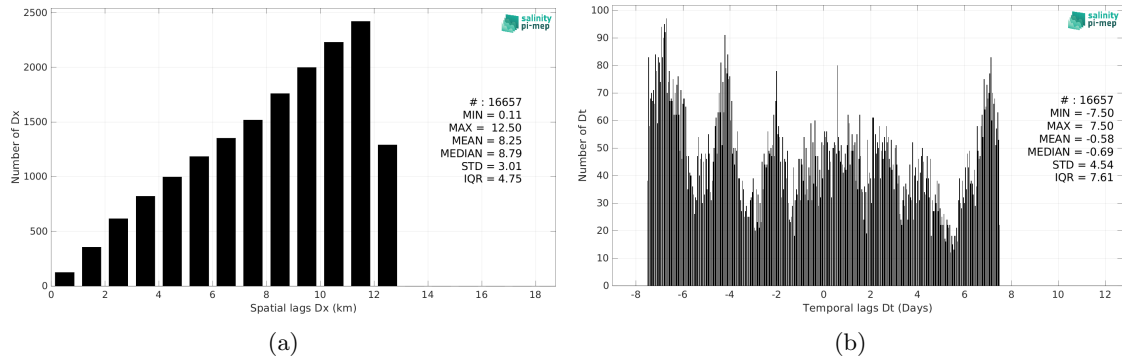 2500
2000
1500
1000
500
0
Number of Dx
0 2 4 6 8 10 12 14 16 18
Spatial lags Dx (km)
salinity
pi-mep
# : 16657
MIN = 0.11
MAX = 12.50
MEAN = 8.25
MEDIAN = 8.79
STD = 3.01
IQR = 4.75
(a)
100
90
80
70
60
50
40
30
20
10
0
Number of Dt
-8 -6 -4 -2 0 2 4 6 8 10 12
Temporal lags Dt (Days)
salinity
pi-mep
# : 16657
MIN = -7.50
MAX = 7.50
MEAN = -0.58
MEDIAN = -0.69
STD = 4.54
IQR = 7.61
(b)